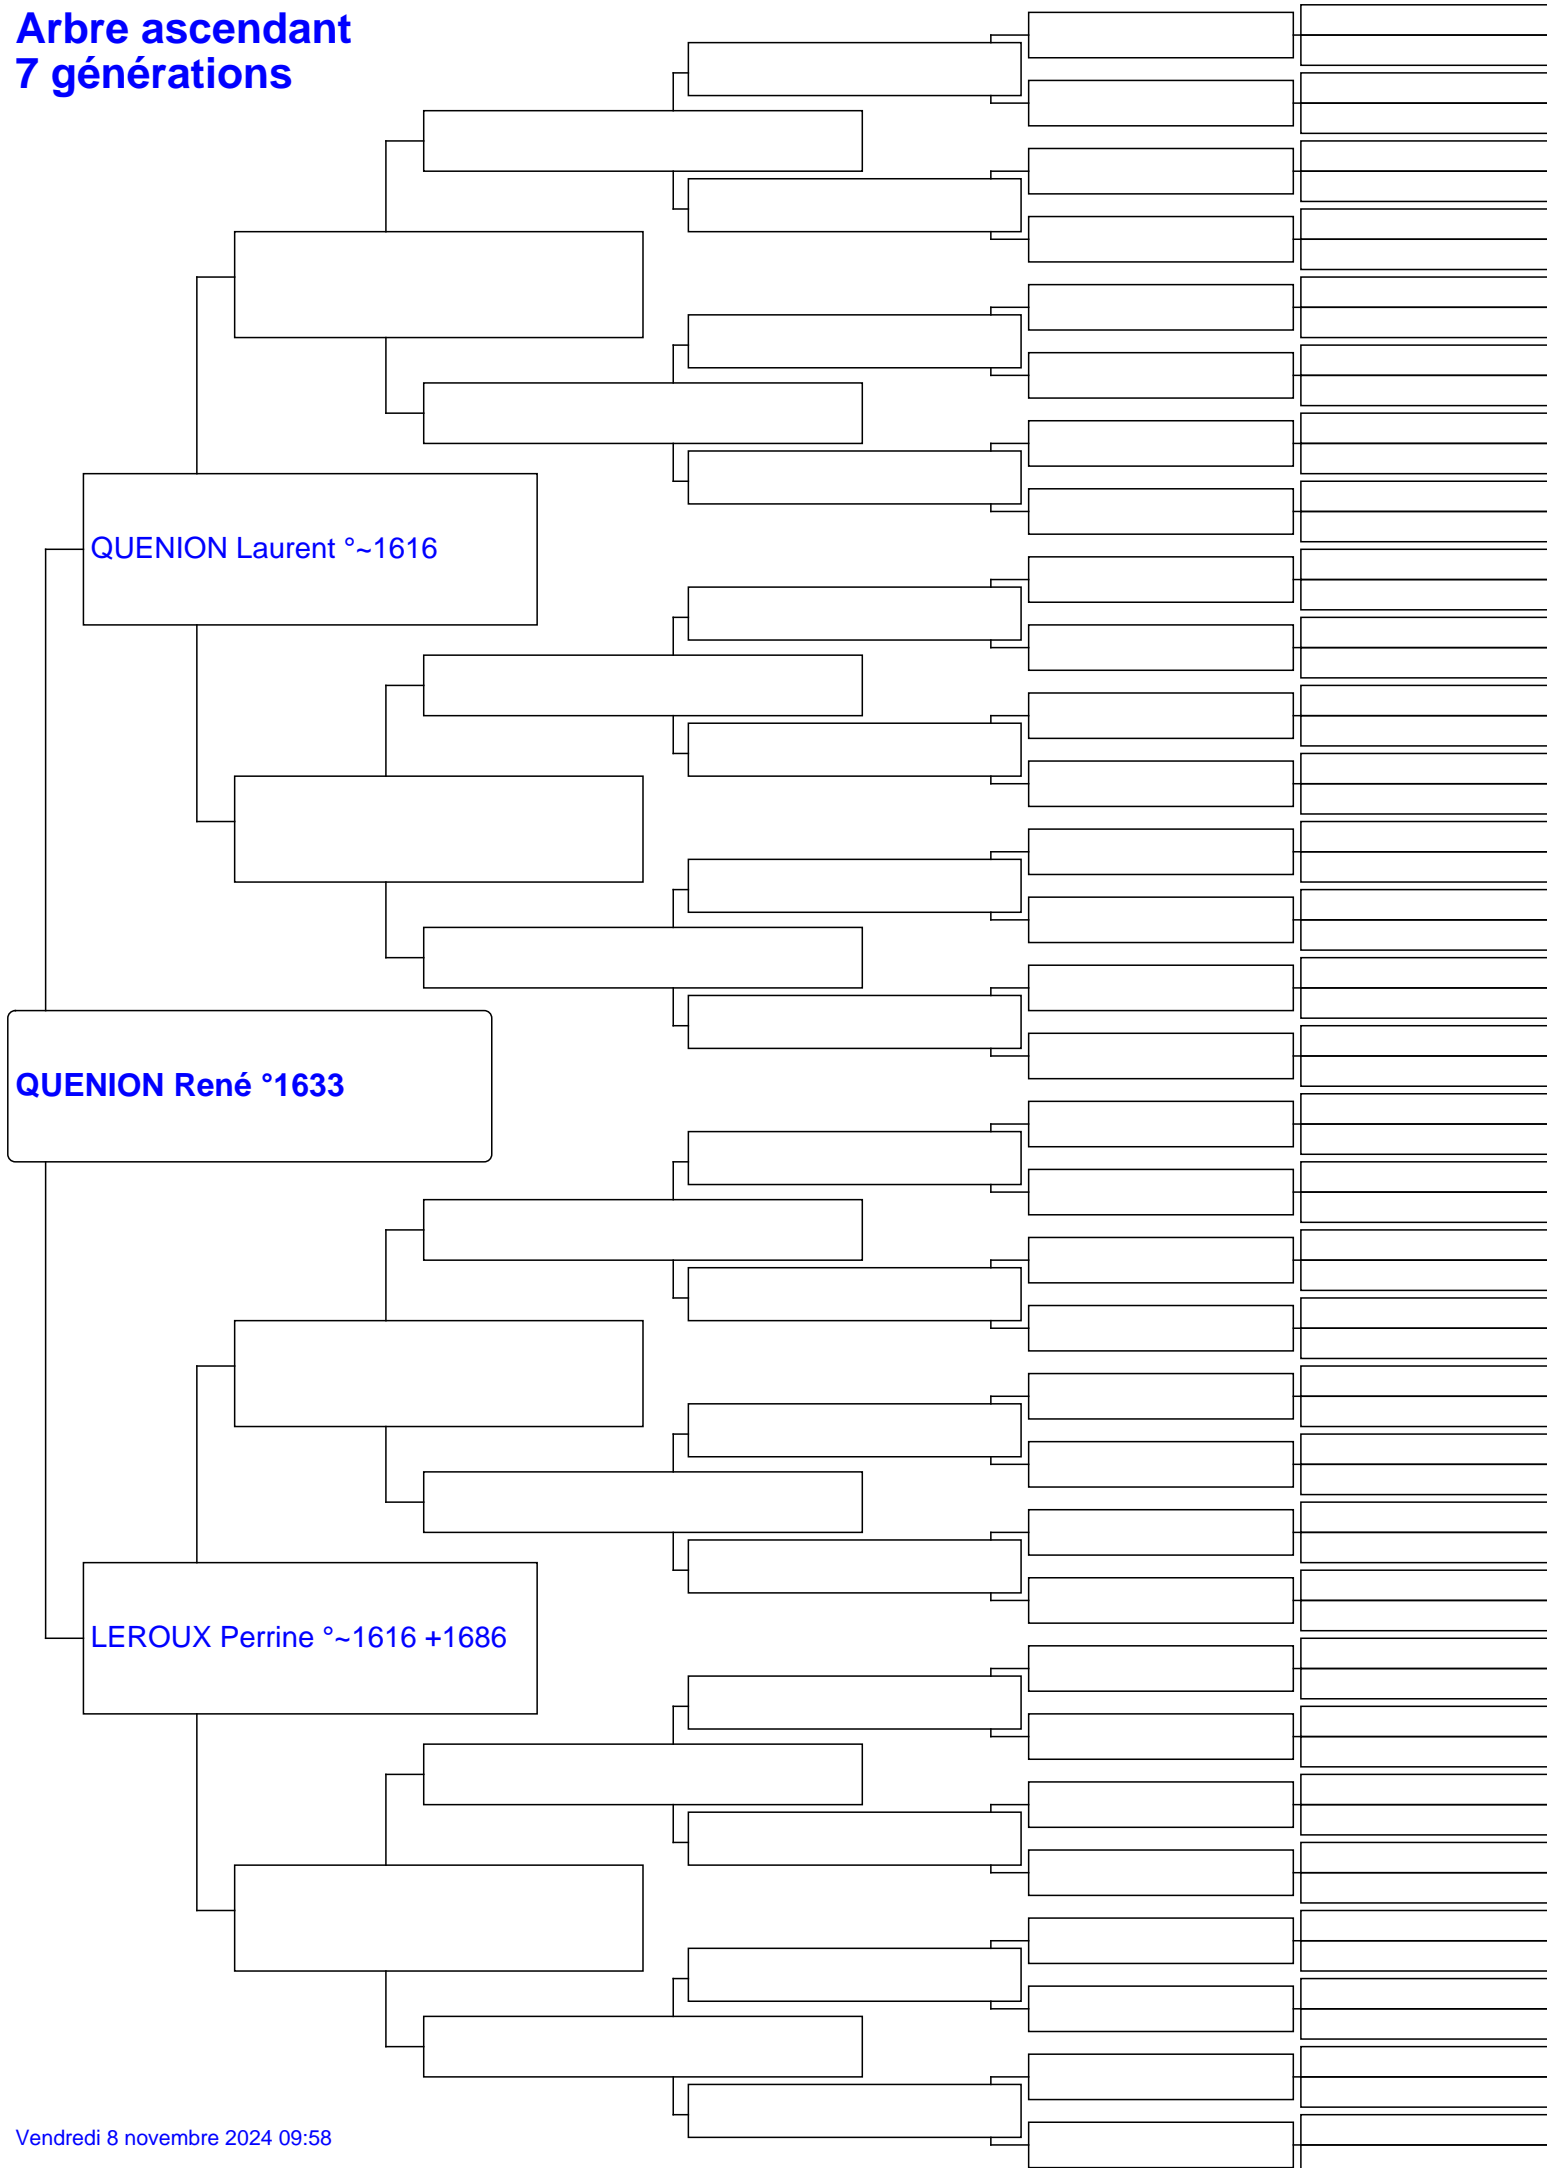 Arbre ascendant
7 générations
QUENION Laurent °~1616
QUENION René °1633
LEROUX Perrine °~1616 +1686
Vendredi 8 novembre 2024 09:58